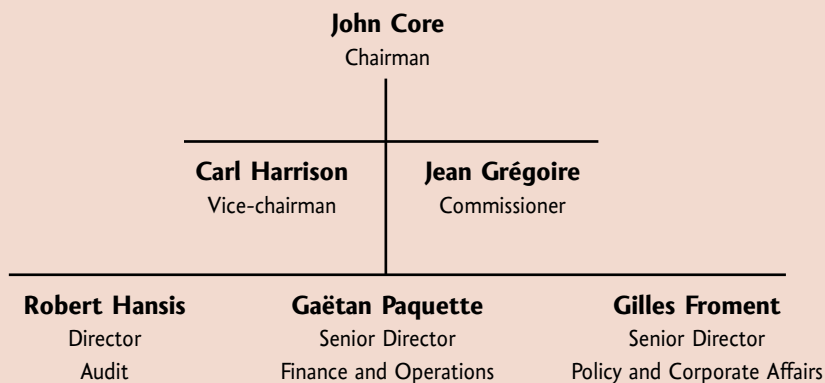 John Core
Chairman
Carl Harrison
Vice-chairman
Jean Grégoire
Commissioner
Robert Hansis
Director
Audit
Gaëtan Paquette
Senior Director
Finance and Operations
Gilles Froment
Senior Director
Policy and Corporate Affairs